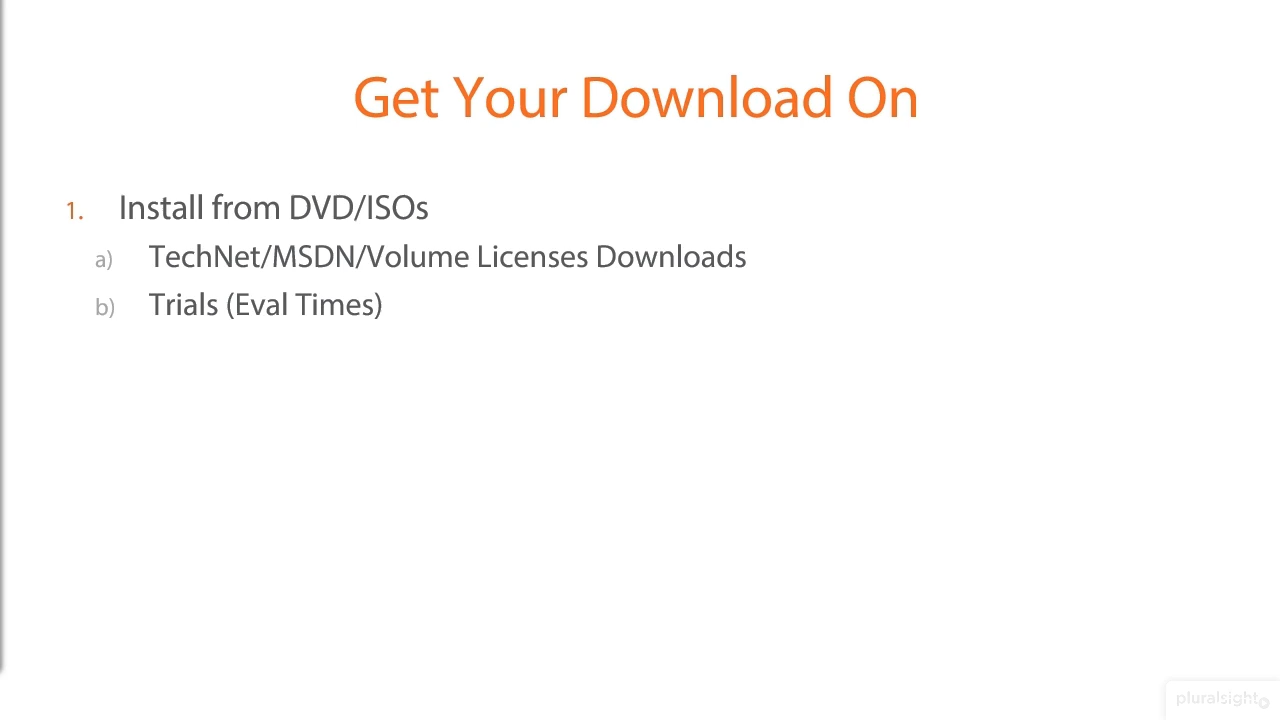 Get Your Download On
1. Install from DVD/ISOs
a) TechNet/MSDN/Volume Licenses Downloads
b) Trials (Eval Times)
pluralsight